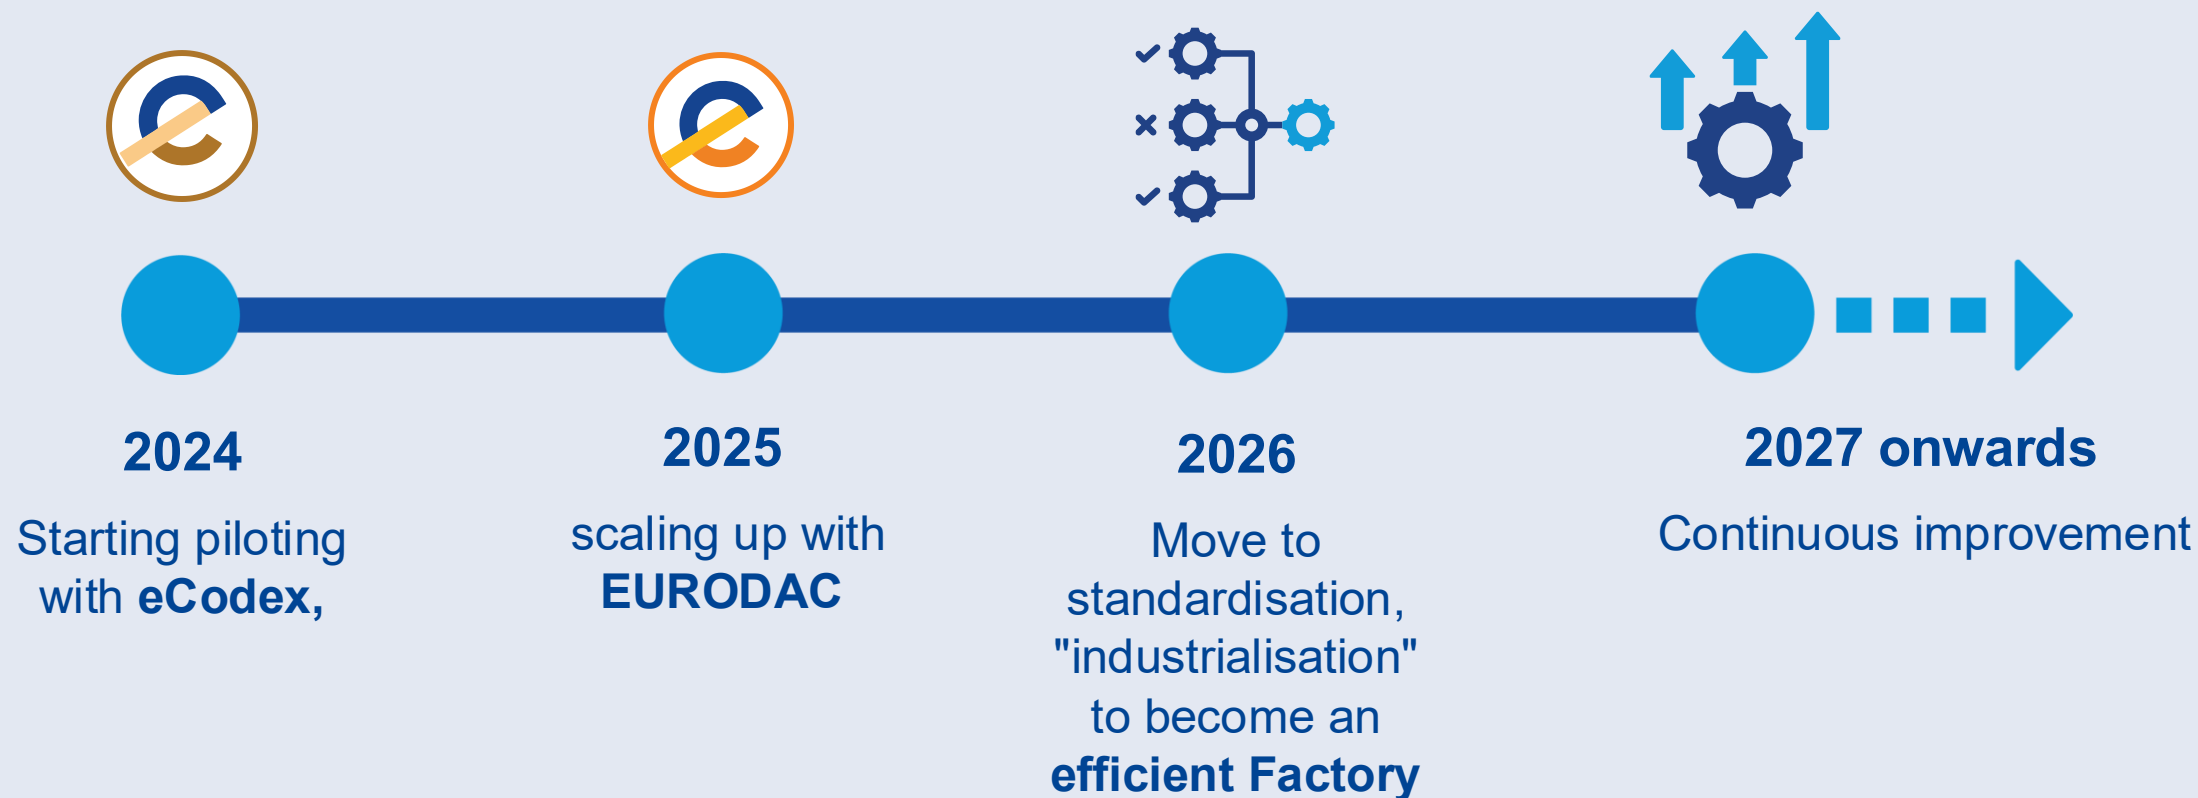 2024
Starting piloting
with eCodex,
2025
scaling up with
EURODAC
2026
Move to
standardisation,
"industrialisation"
to become an
efficient Factory
2027 onwards
Continuous improvement